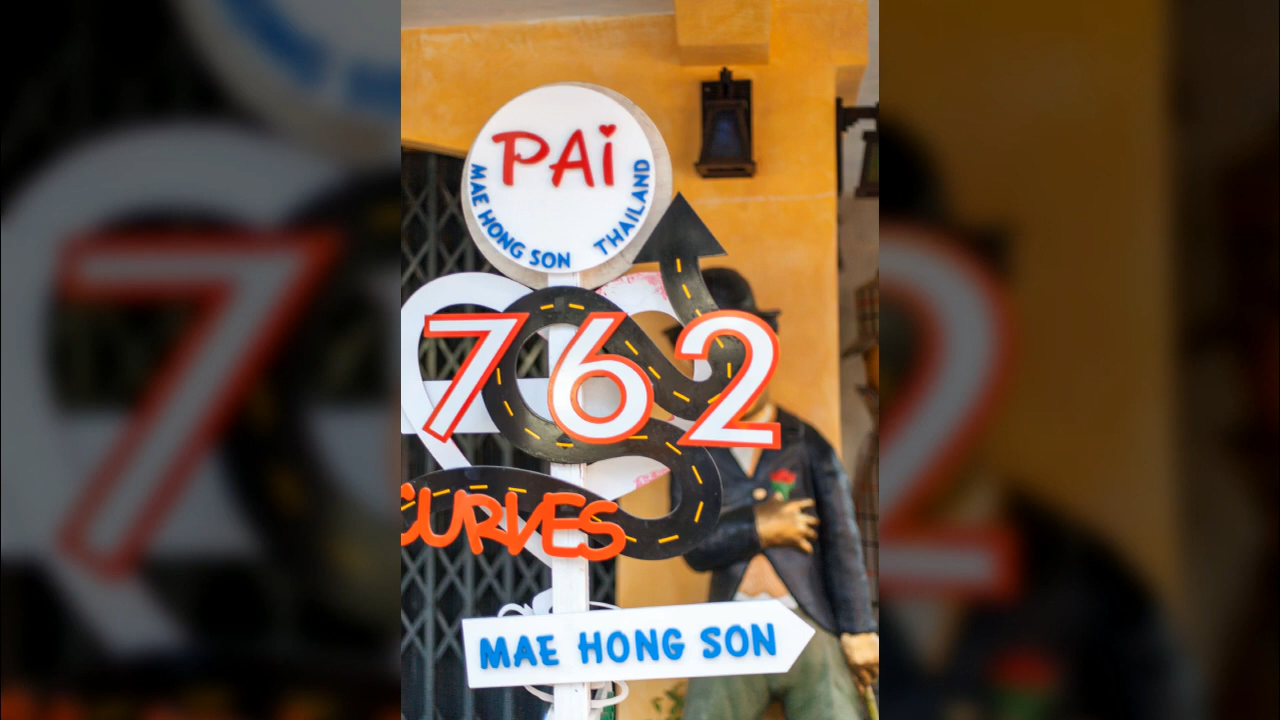 PAi
MAE HONG SON THAILAND
762
CURVES
MAE HONG SON